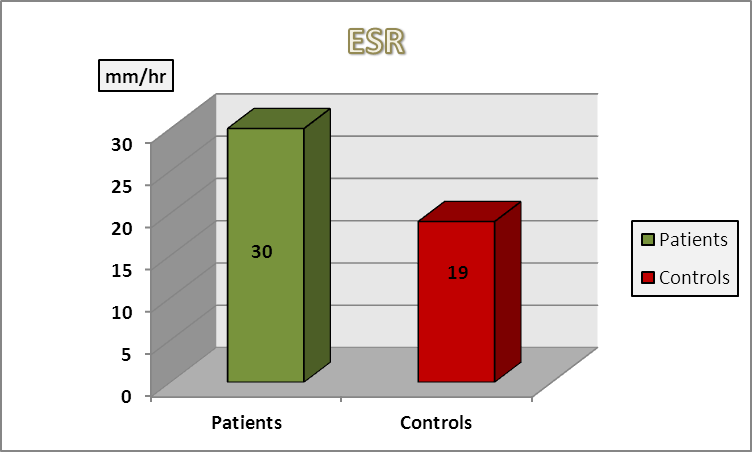 ESR
mm/hr
30
25
20
15
10
5
0
30
19
Patients
Controls
Patients
Controls